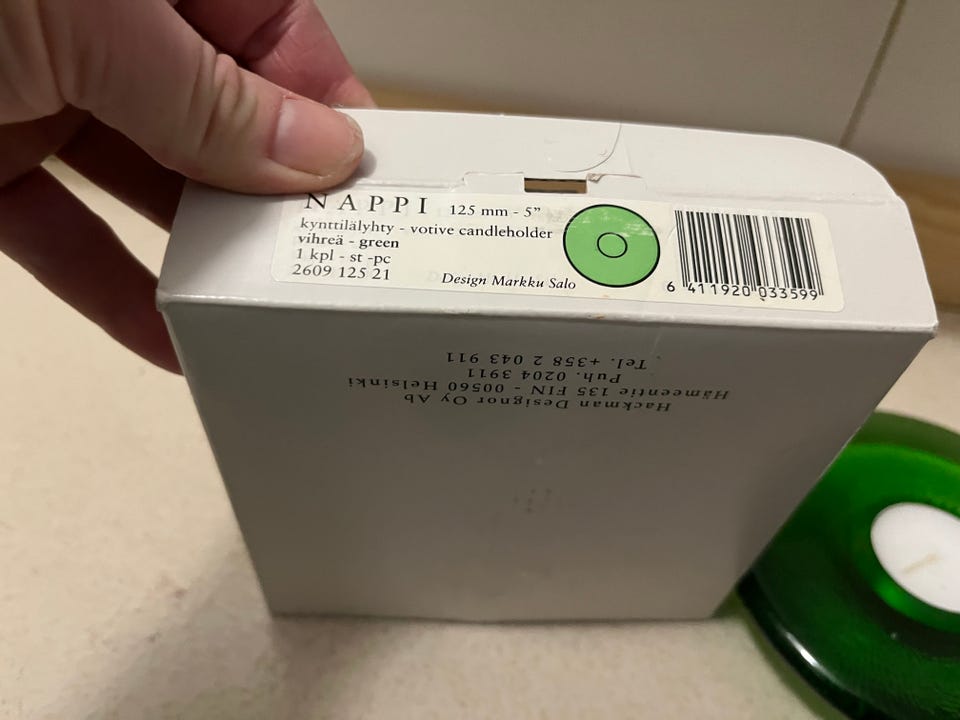 NAPPI 125 mm - 5”
kynttilälyhty - votive candleholder
vihreä - green
1 kpl - st -pc
2609 125 21
Design Markku Salo
6 411920 033599
Hackman Designor Oy Ab
Hämeentie 135 FIN - 00560 Helsinki
Puh. 0204 3911
Tel. +358 2 043 911